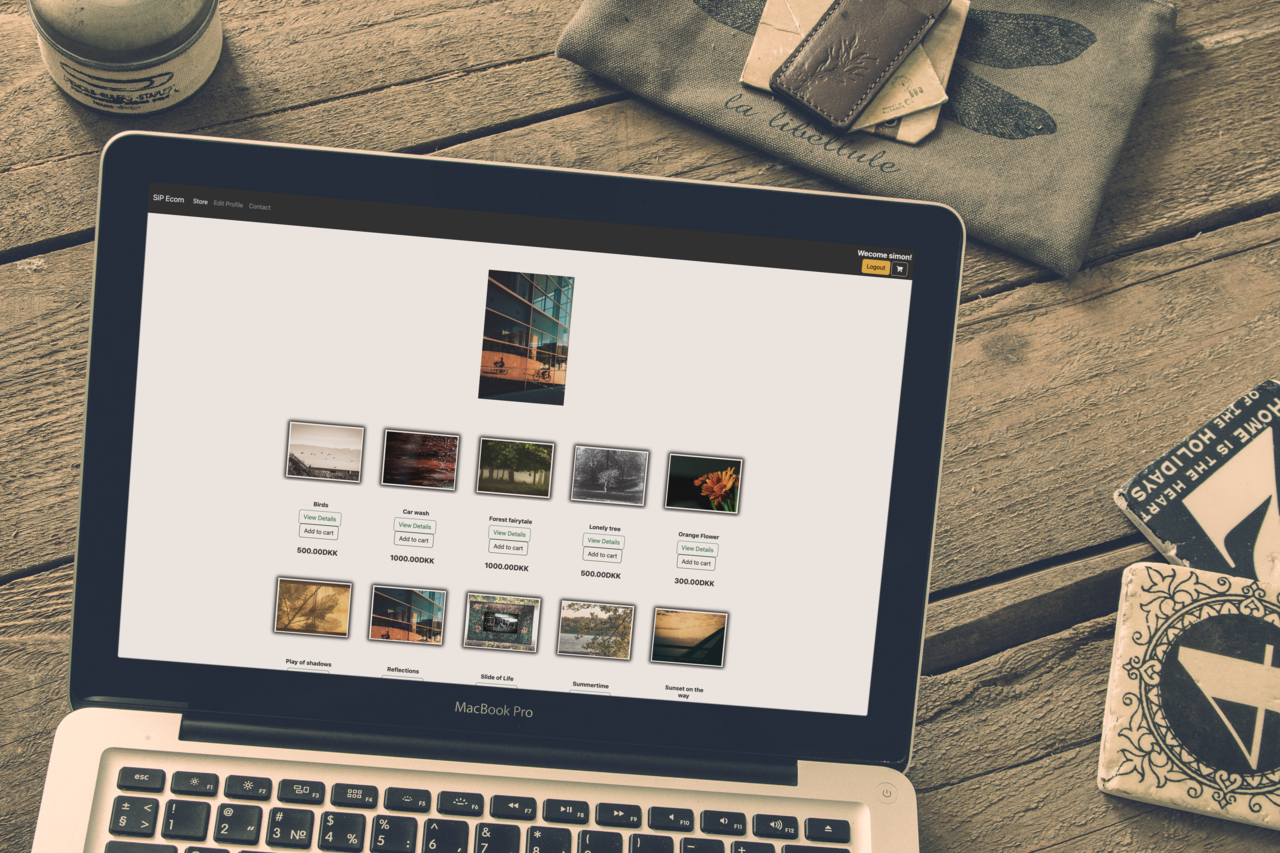 la libellule
SiP Ecom Store Edit Profile Contact
Wecome simon!
Logout
Birds
View Details
Add to cart
500.00DKK
Car wash
View Details
Add to cart
1000.00DKK
Forest fairytale
View Details
Add to cart
1000.00DKK
Lonely tree
View Details
Add to cart
500.00DKK
Orange Flower
View Details
Add to cart
300.00DKK
Play of shadows
Reflections
Slide of Life
Summertime
Sunset on the
way
MacBook Pro
HOME IS THE HEART
OF THE HOLIDAYS
esc F1 F2 F3 F4 F5 F6 F7 F8 F9 F10 F11 F12
± <
§ >
!
1
@
2 "
#
3 №
$
4 %
%
5 :
^
6 ,
&
7
*
8
(